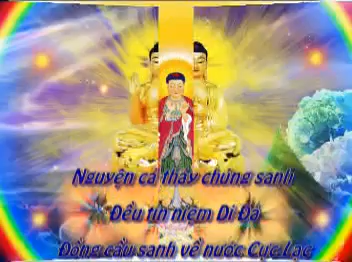 Nguyện cả thảy chúng sanh
Đều tin niệm Di Đà
Đồng cầu sanh về nước Cực Lạc